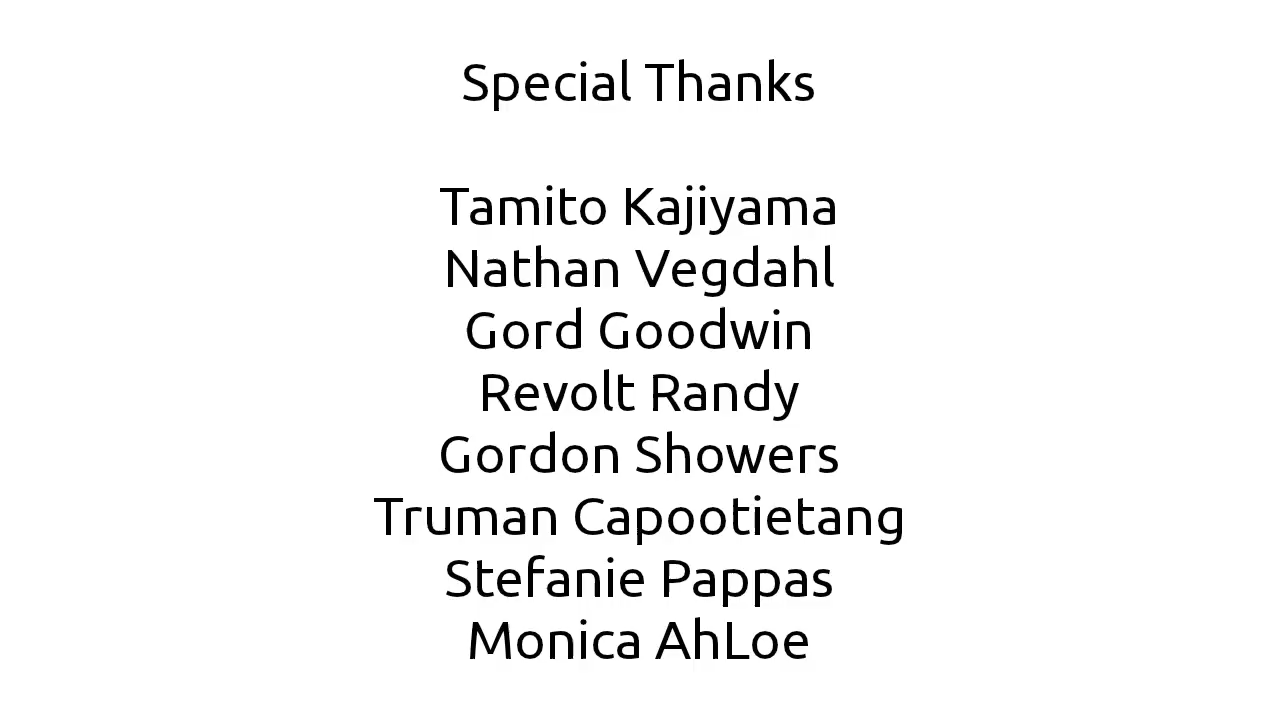 Special Thanks
Tamito Kajiyama
Nathan Vegdahl
Gord Goodwin
Revolt Randy
Gordon Showers
Truman Capootietang
Stefanie Pappas
Monica AhLoe